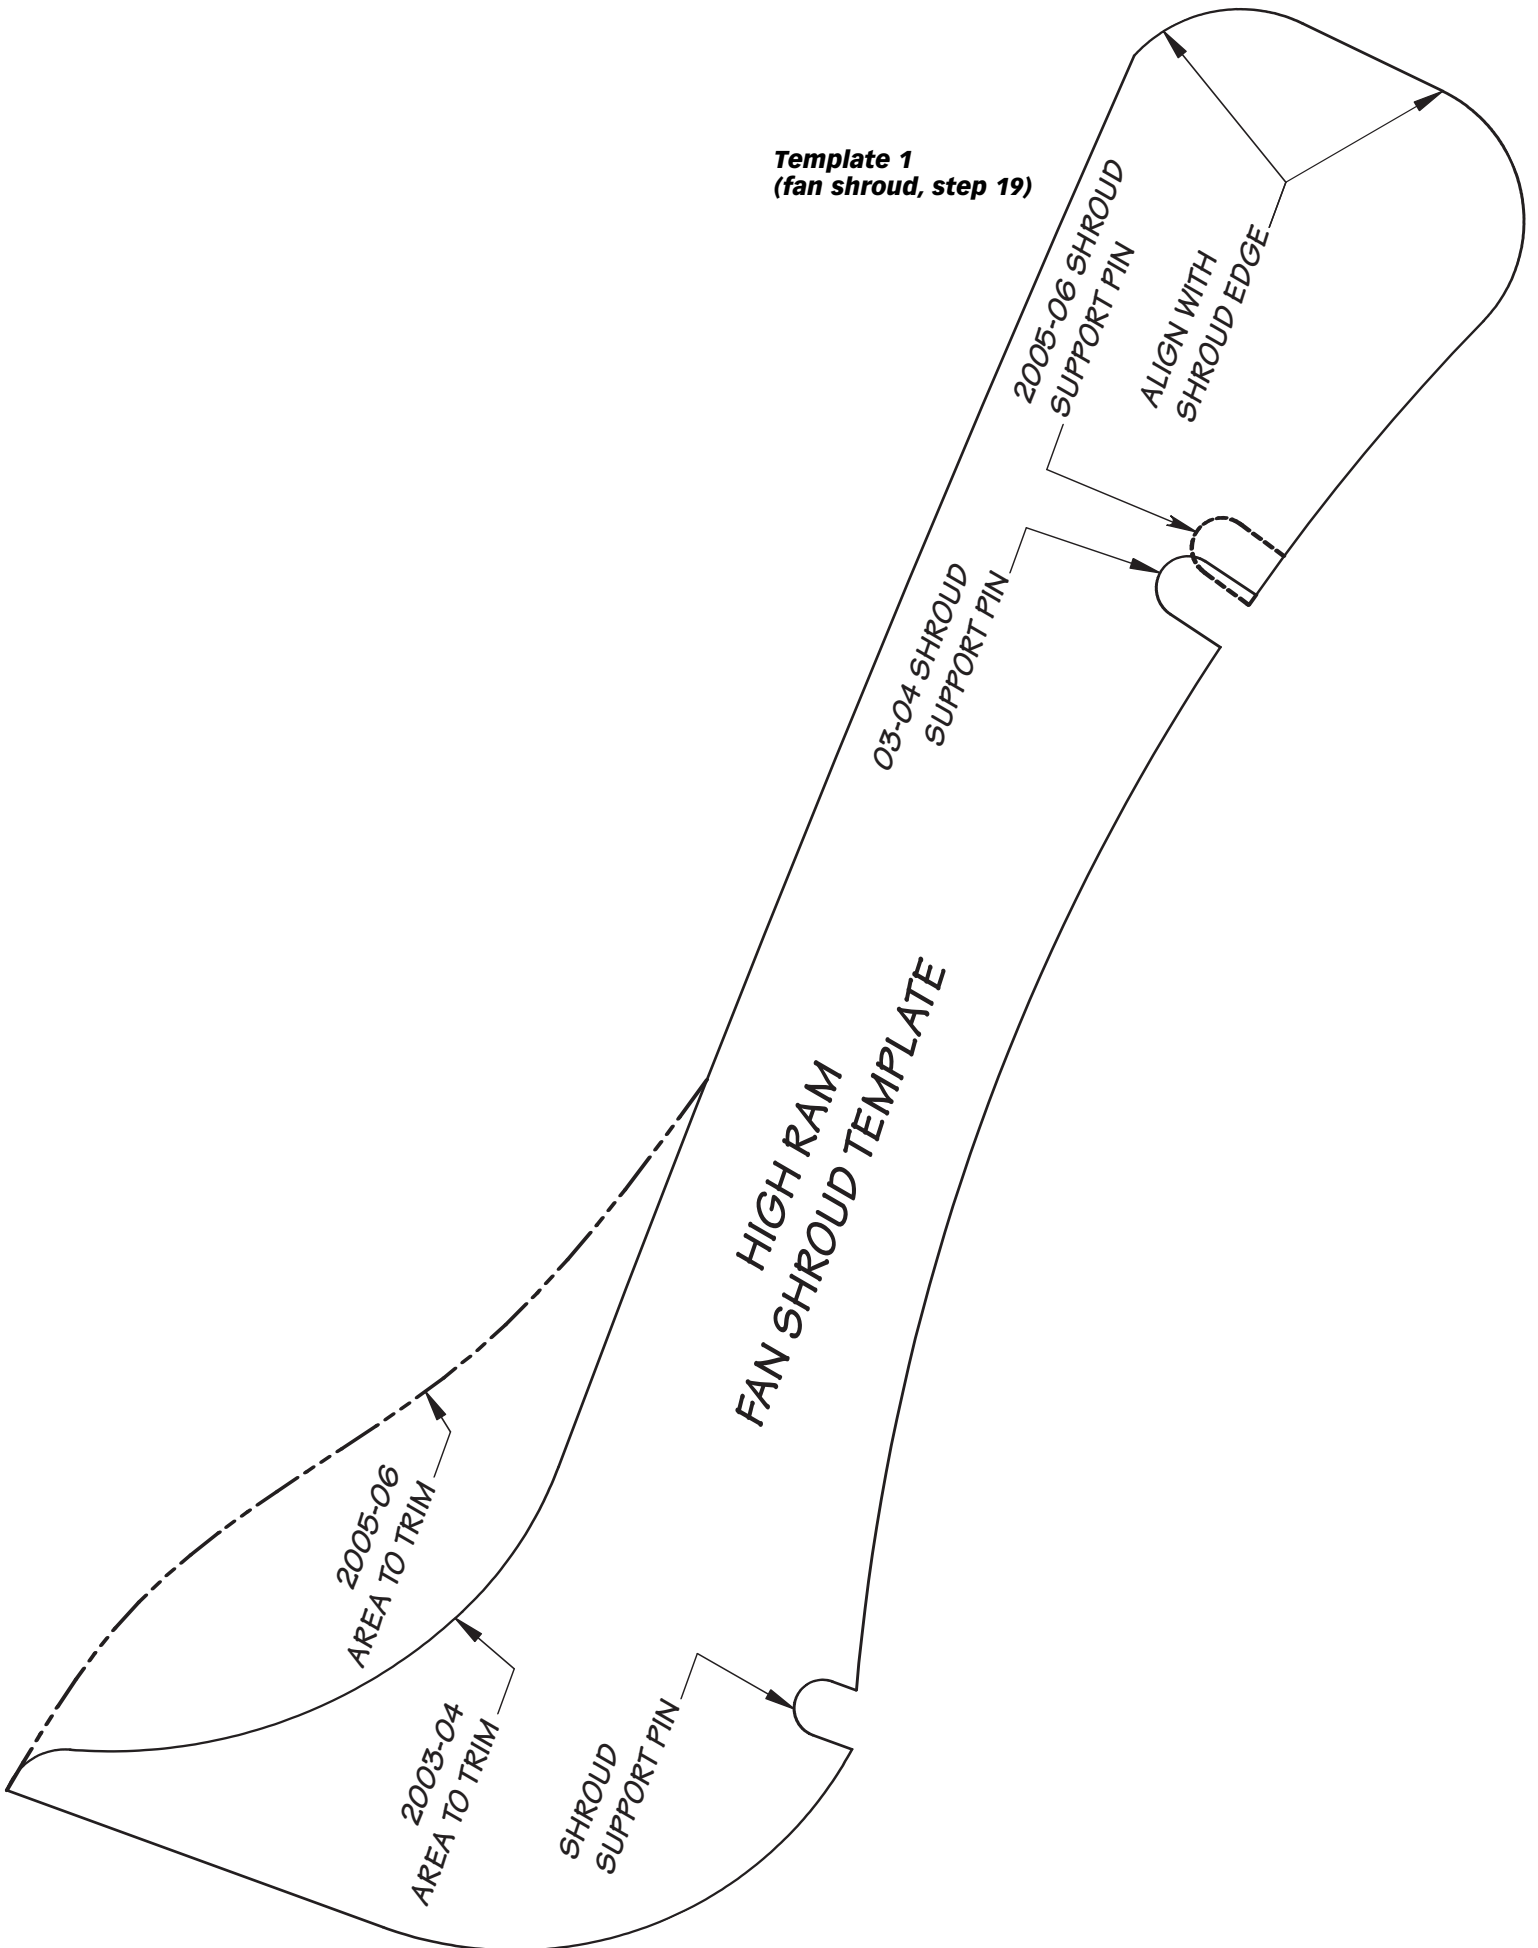 Template 1
(fan shroud, step 19)
2005-06 SHROUD
SUPPORT PIN
ALIGN WITH
SHROUD EDGE
03-04 SHROUD
SUPPORT PIN
HIGH RAM
FAN SHROUD TEMPLATE
2005-06
AREA TO TRIM
2003-04
AREA TO TRIM
SHROUD
SUPPORT PIN